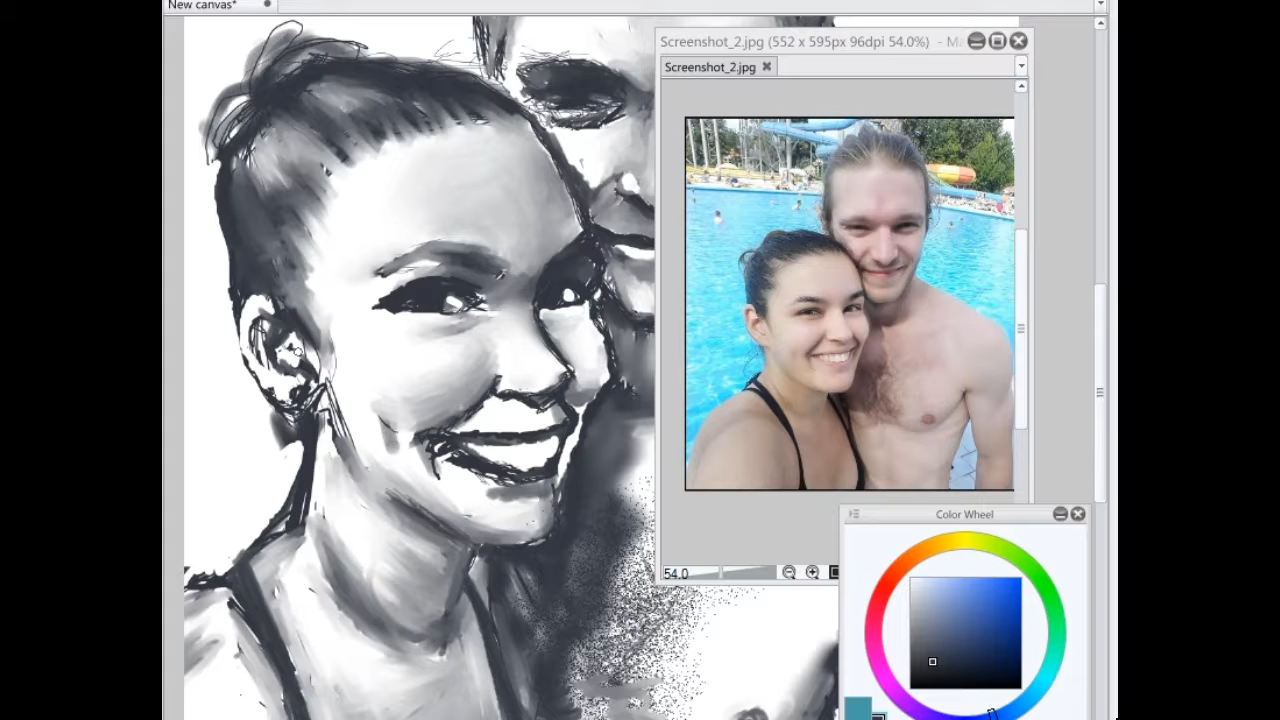 New canvas*
Screenshot_2.jpg (552 x 595px 96dpi 54.0%) - M
Screenshot_2.jpg
54.0
Color Wheel